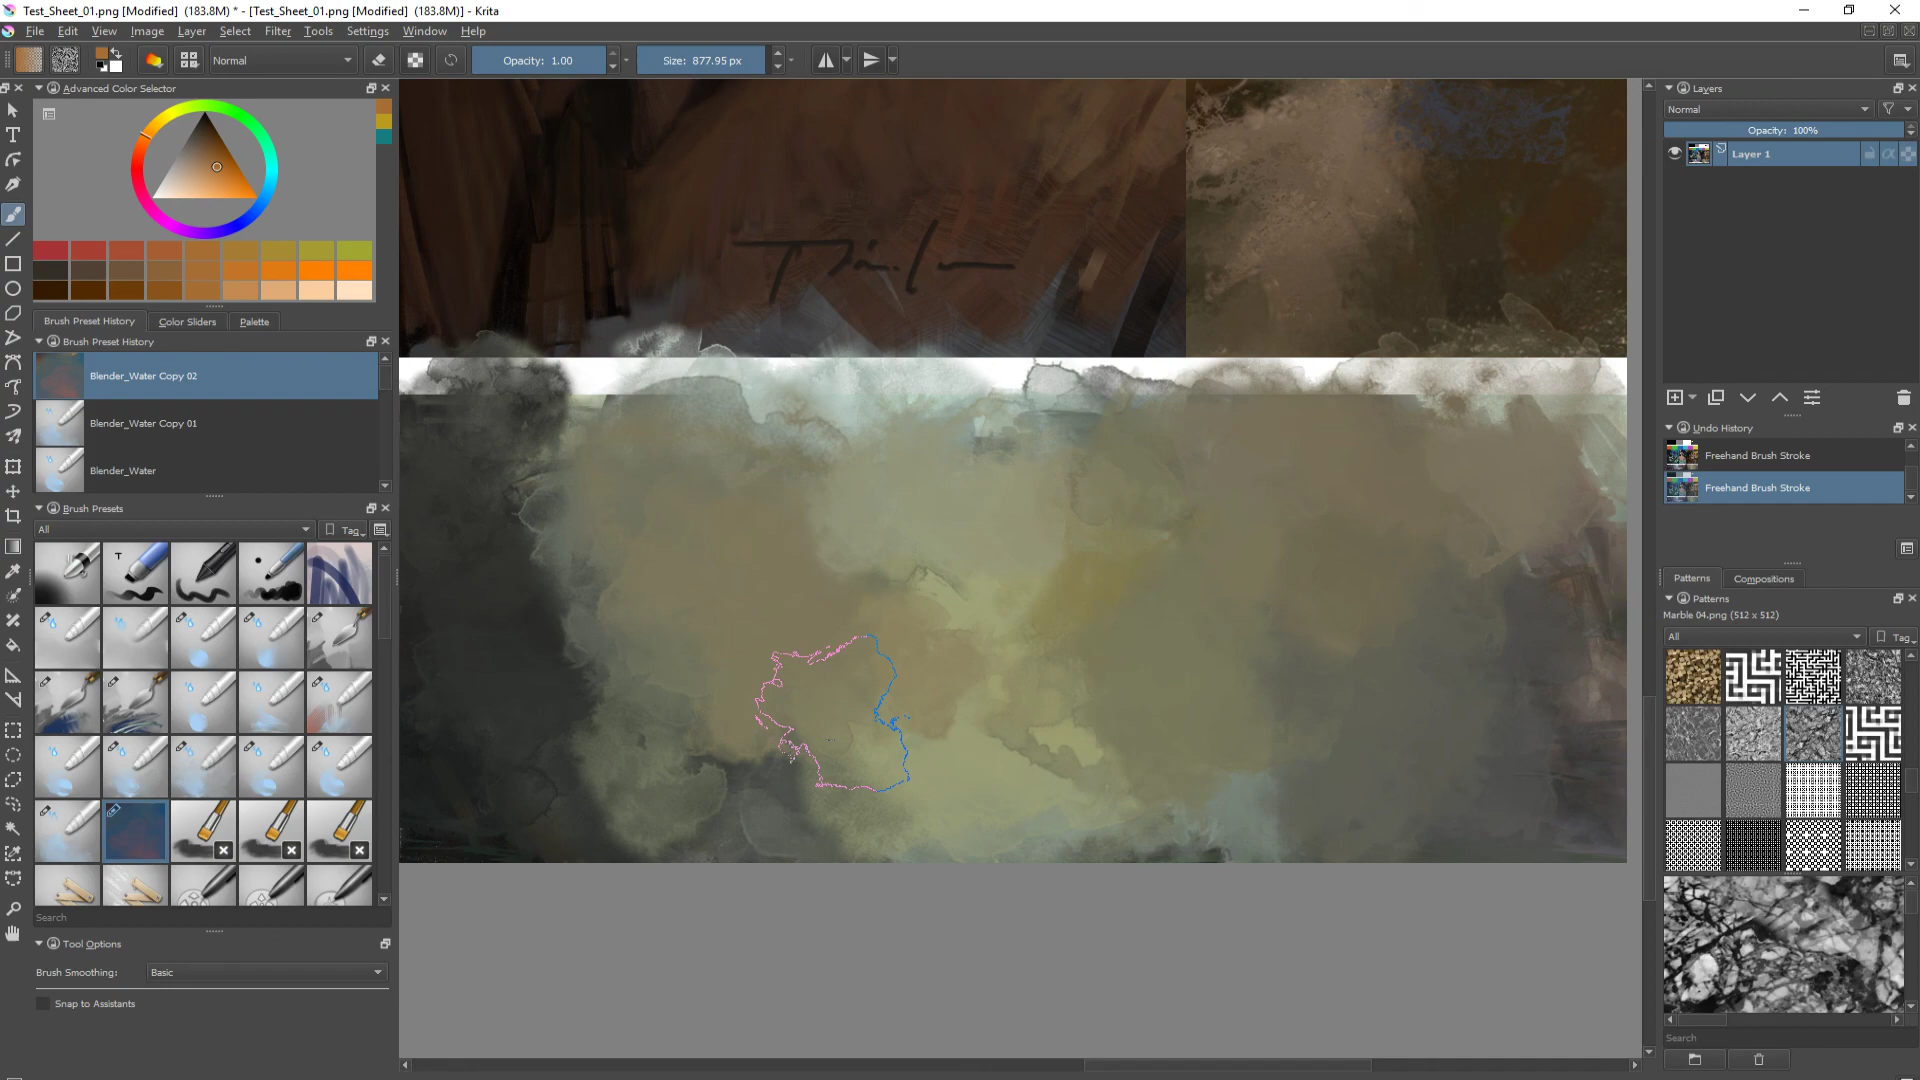 Test_Sheet_01.png [Modified]  (183.8M) * - [Test_Sheet_01.png [Modified]  (183.8M)] - Krita
File Edit View Image Layer Select Filter Tools Settings Window Help
Normal
Opacity: 1.00
Size: 877.95 px
Advanced Color Selector
Brush Preset History
Color Sliders
Palette
Brush Preset History
Blender_Water Copy 02
Blender_Water Copy 01
Blender_Water
Brush Presets
All
Tag
T
Search
Tool Options
Brush Smoothing:
Basic
Snap to Assistants
Layers
Normal
Opacity: 100%
Layer 1
Undo History
Freehand Brush Stroke
Freehand Brush Stroke
Patterns
Compositions
Patterns
Marble 04.png (512 x 512)
All
Tag
Search